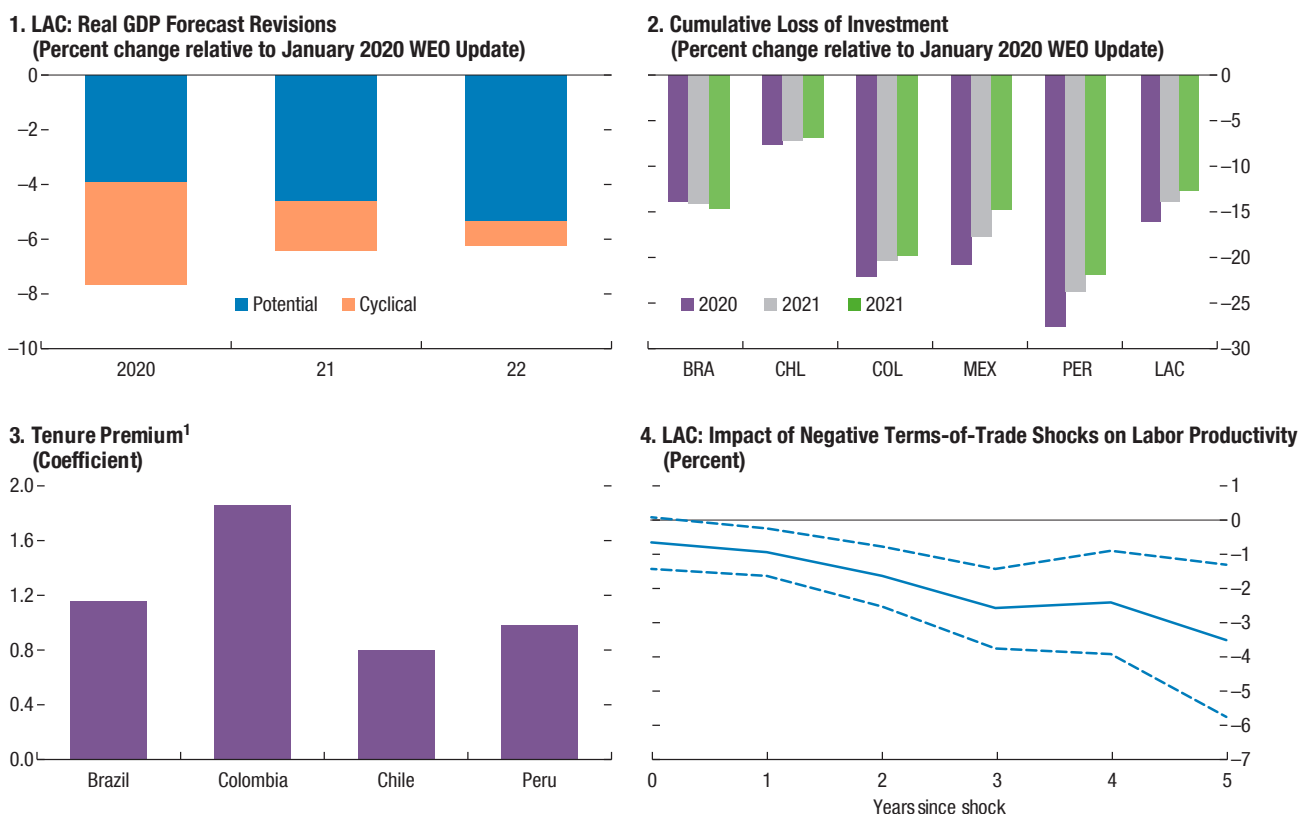 1. LAC: Real GDP Forecast Revisions
(Percent change relative to January 2020 WEO Update)
0
–2
–4
–6
–8
–10
Potential Cyclical
2020 21 22
2. Cumulative Loss of Investment
(Percent change relative to January 2020 WEO Update)
0
–5
–10
–15
–20
–25
–30
2020 2021 2021
BRA CHL COL MEX PER LAC
3. Tenure Premium¹
(Coefficient)
2.0
1.6
1.2
0.8
0.4
0.0
Brazil Colombia Chile Peru
4. LAC: Impact of Negative Terms-of-Trade Shocks on Labor Productivity
(Percent)
1
0
–1
–2
–3
–4
–5
–6
–7
0 1 2 3 4 5
Years since shock